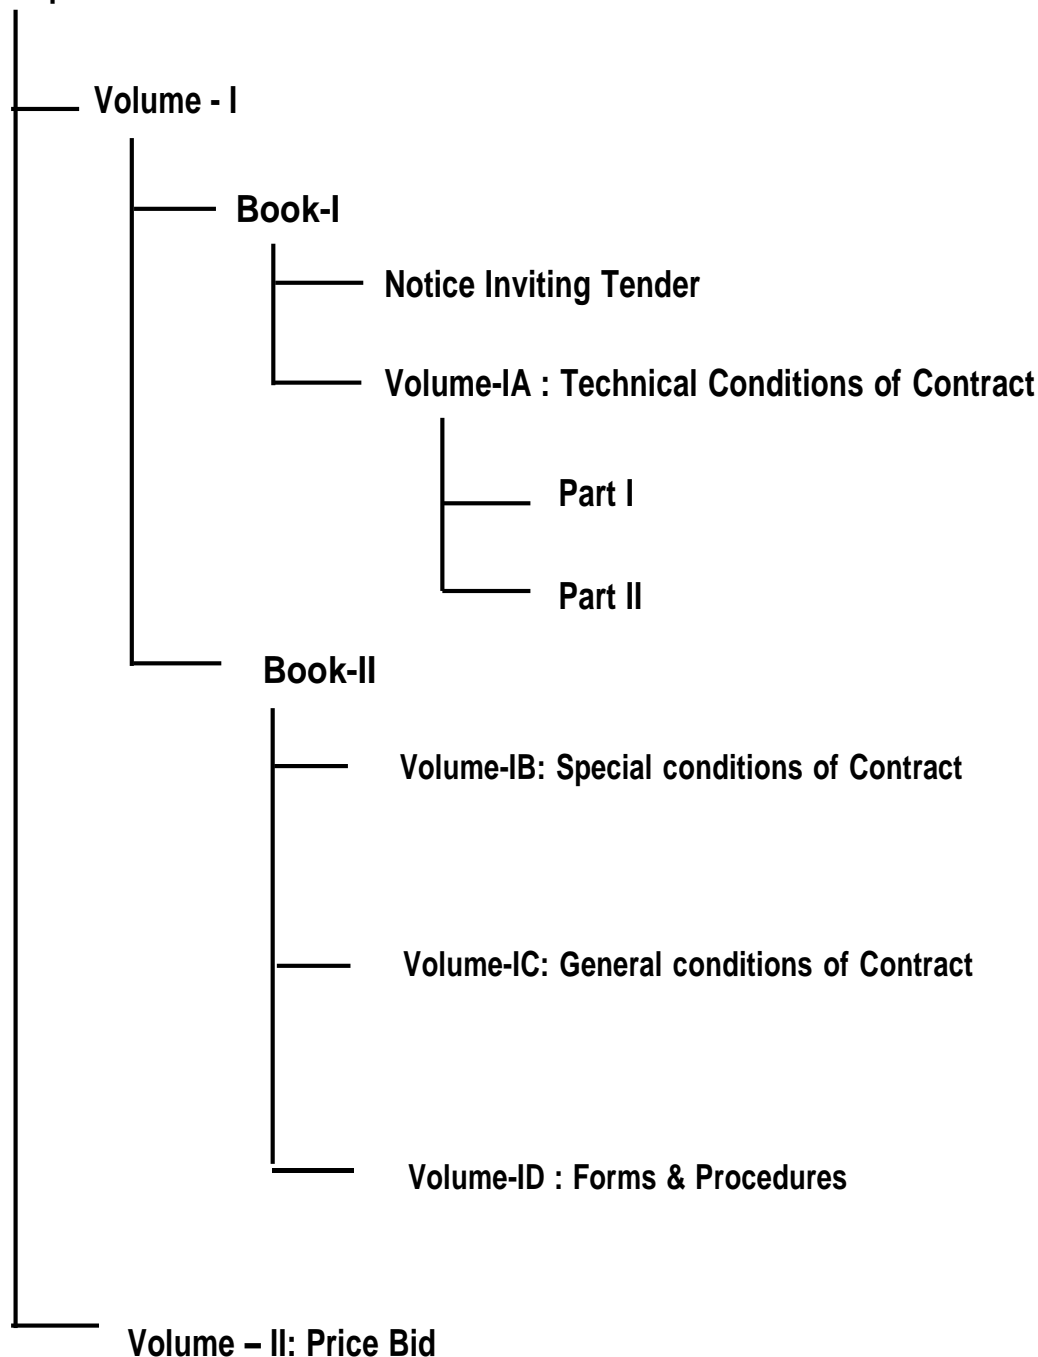 Volume - I
Book-I
Notice Inviting Tender
Volume-IA : Technical Conditions of Contract
Part I
Part II
Book-II
Volume-IB: Special conditions of Contract
Volume-IC: General conditions of Contract
Volume-ID : Forms & Procedures
Volume – II: Price Bid